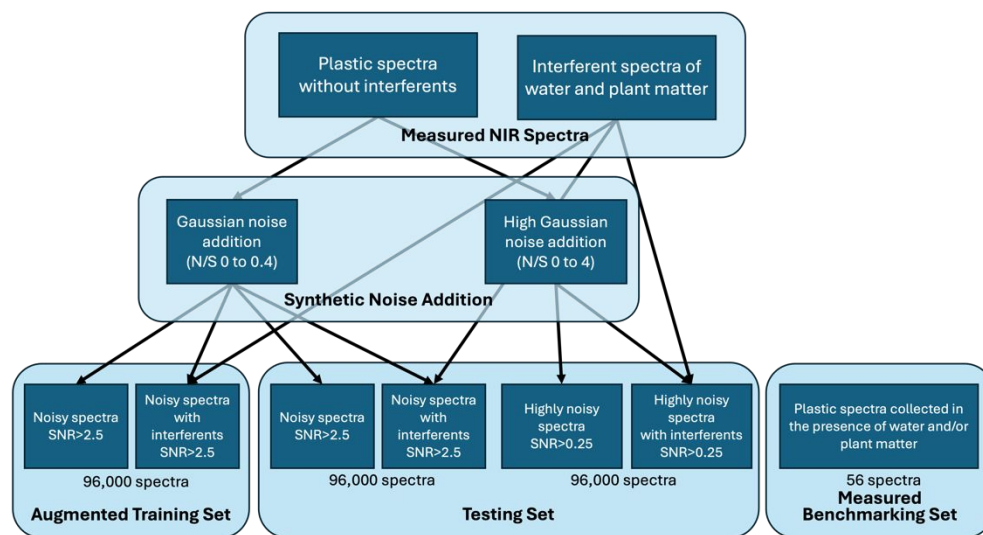 Plastic spectra
without interferents
Interferent spectra of
water and plant matter
Measured NIR Spectra
Gaussian noise
addition
(N/S 0 to 0.4)
High Gaussian
noise addition
(N/S 0 to 4)
Synthetic Noise Addition
Noisy spectra
SNR>2.5
Noisy spectra
with
interferents
SNR>2.5
96,000 spectra
Augmented Training Set
Noisy spectra
SNR>2.5
Noisy spectra
with
interferents
SNR>2.5
96,000 spectra
Highly noisy
spectra
SNR>0.25
Highly noisy
spectra
with interferents
SNR>0.25
96,000 spectra
Testing Set
Plastic spectra collected in
the presence of water and/or
plant matter
56 spectra
Measured
Benchmarking Set